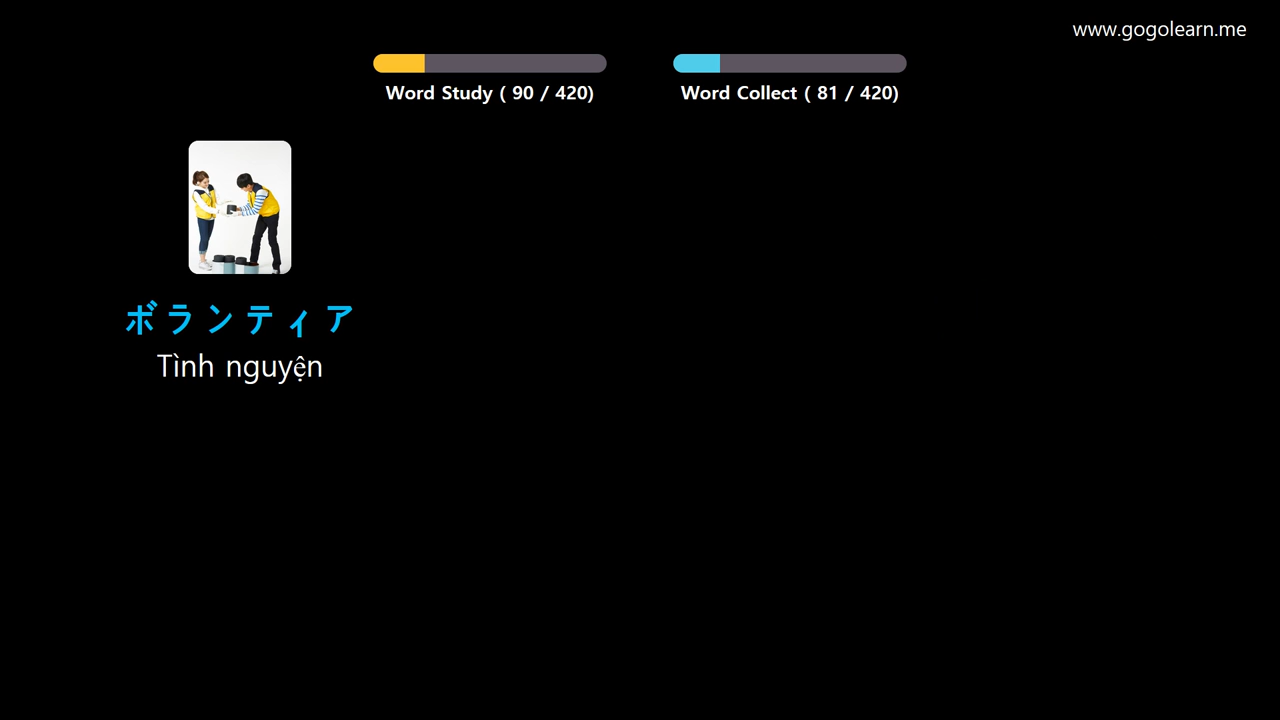 www.gogolearn.me
Word Study ( 90 / 420)
Word Collect ( 81 / 420)
ボランティア
Tình nguyện